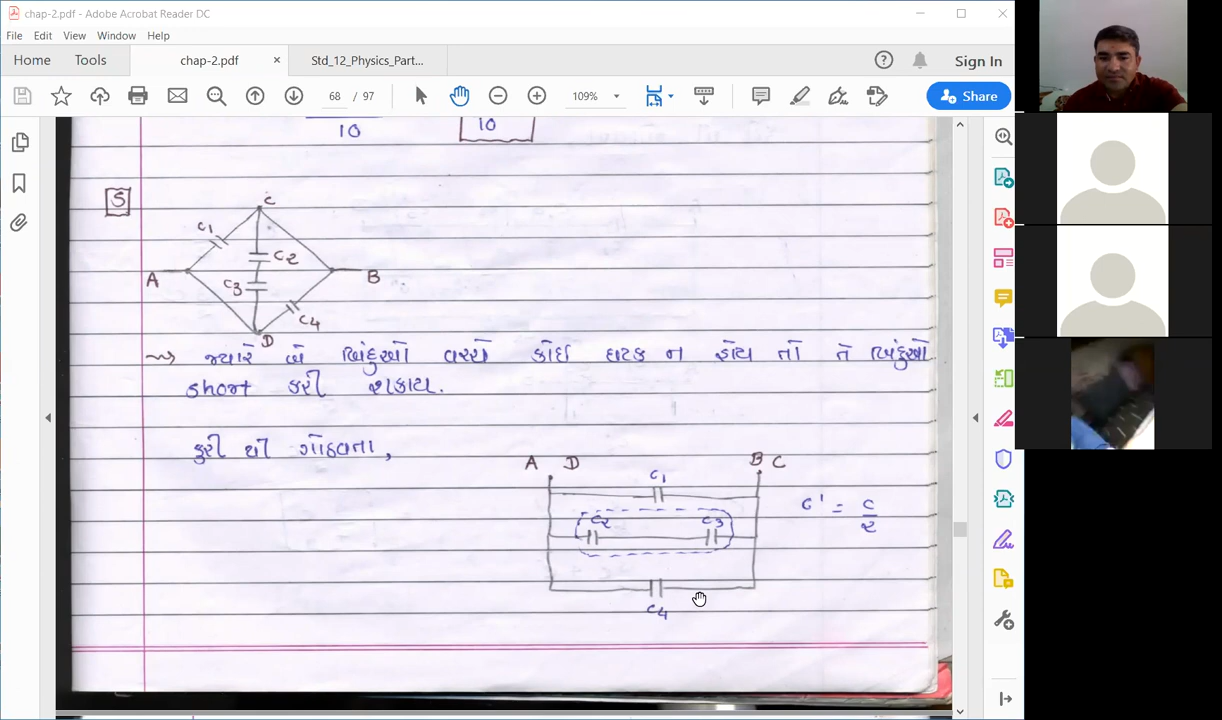 chap-2.pdf - Adobe Acrobat Reader DC
File Edit View Window Help
Home Tools chap-2.pdf × Std_12_Physics_Part... Sign In
68 / 97 109% Share
10 10
5
C
C1
C2
A B
C3
C4
D
જ્યારે બે બિંદુઓ વચ્ચે કોઈ ઘટક ન હોય તો તે બિંદુઓ
short કરી શકાય.
ફરી થી ગોઠવતા,
A D B C
C1
C' = C/2
C2 C3
C4